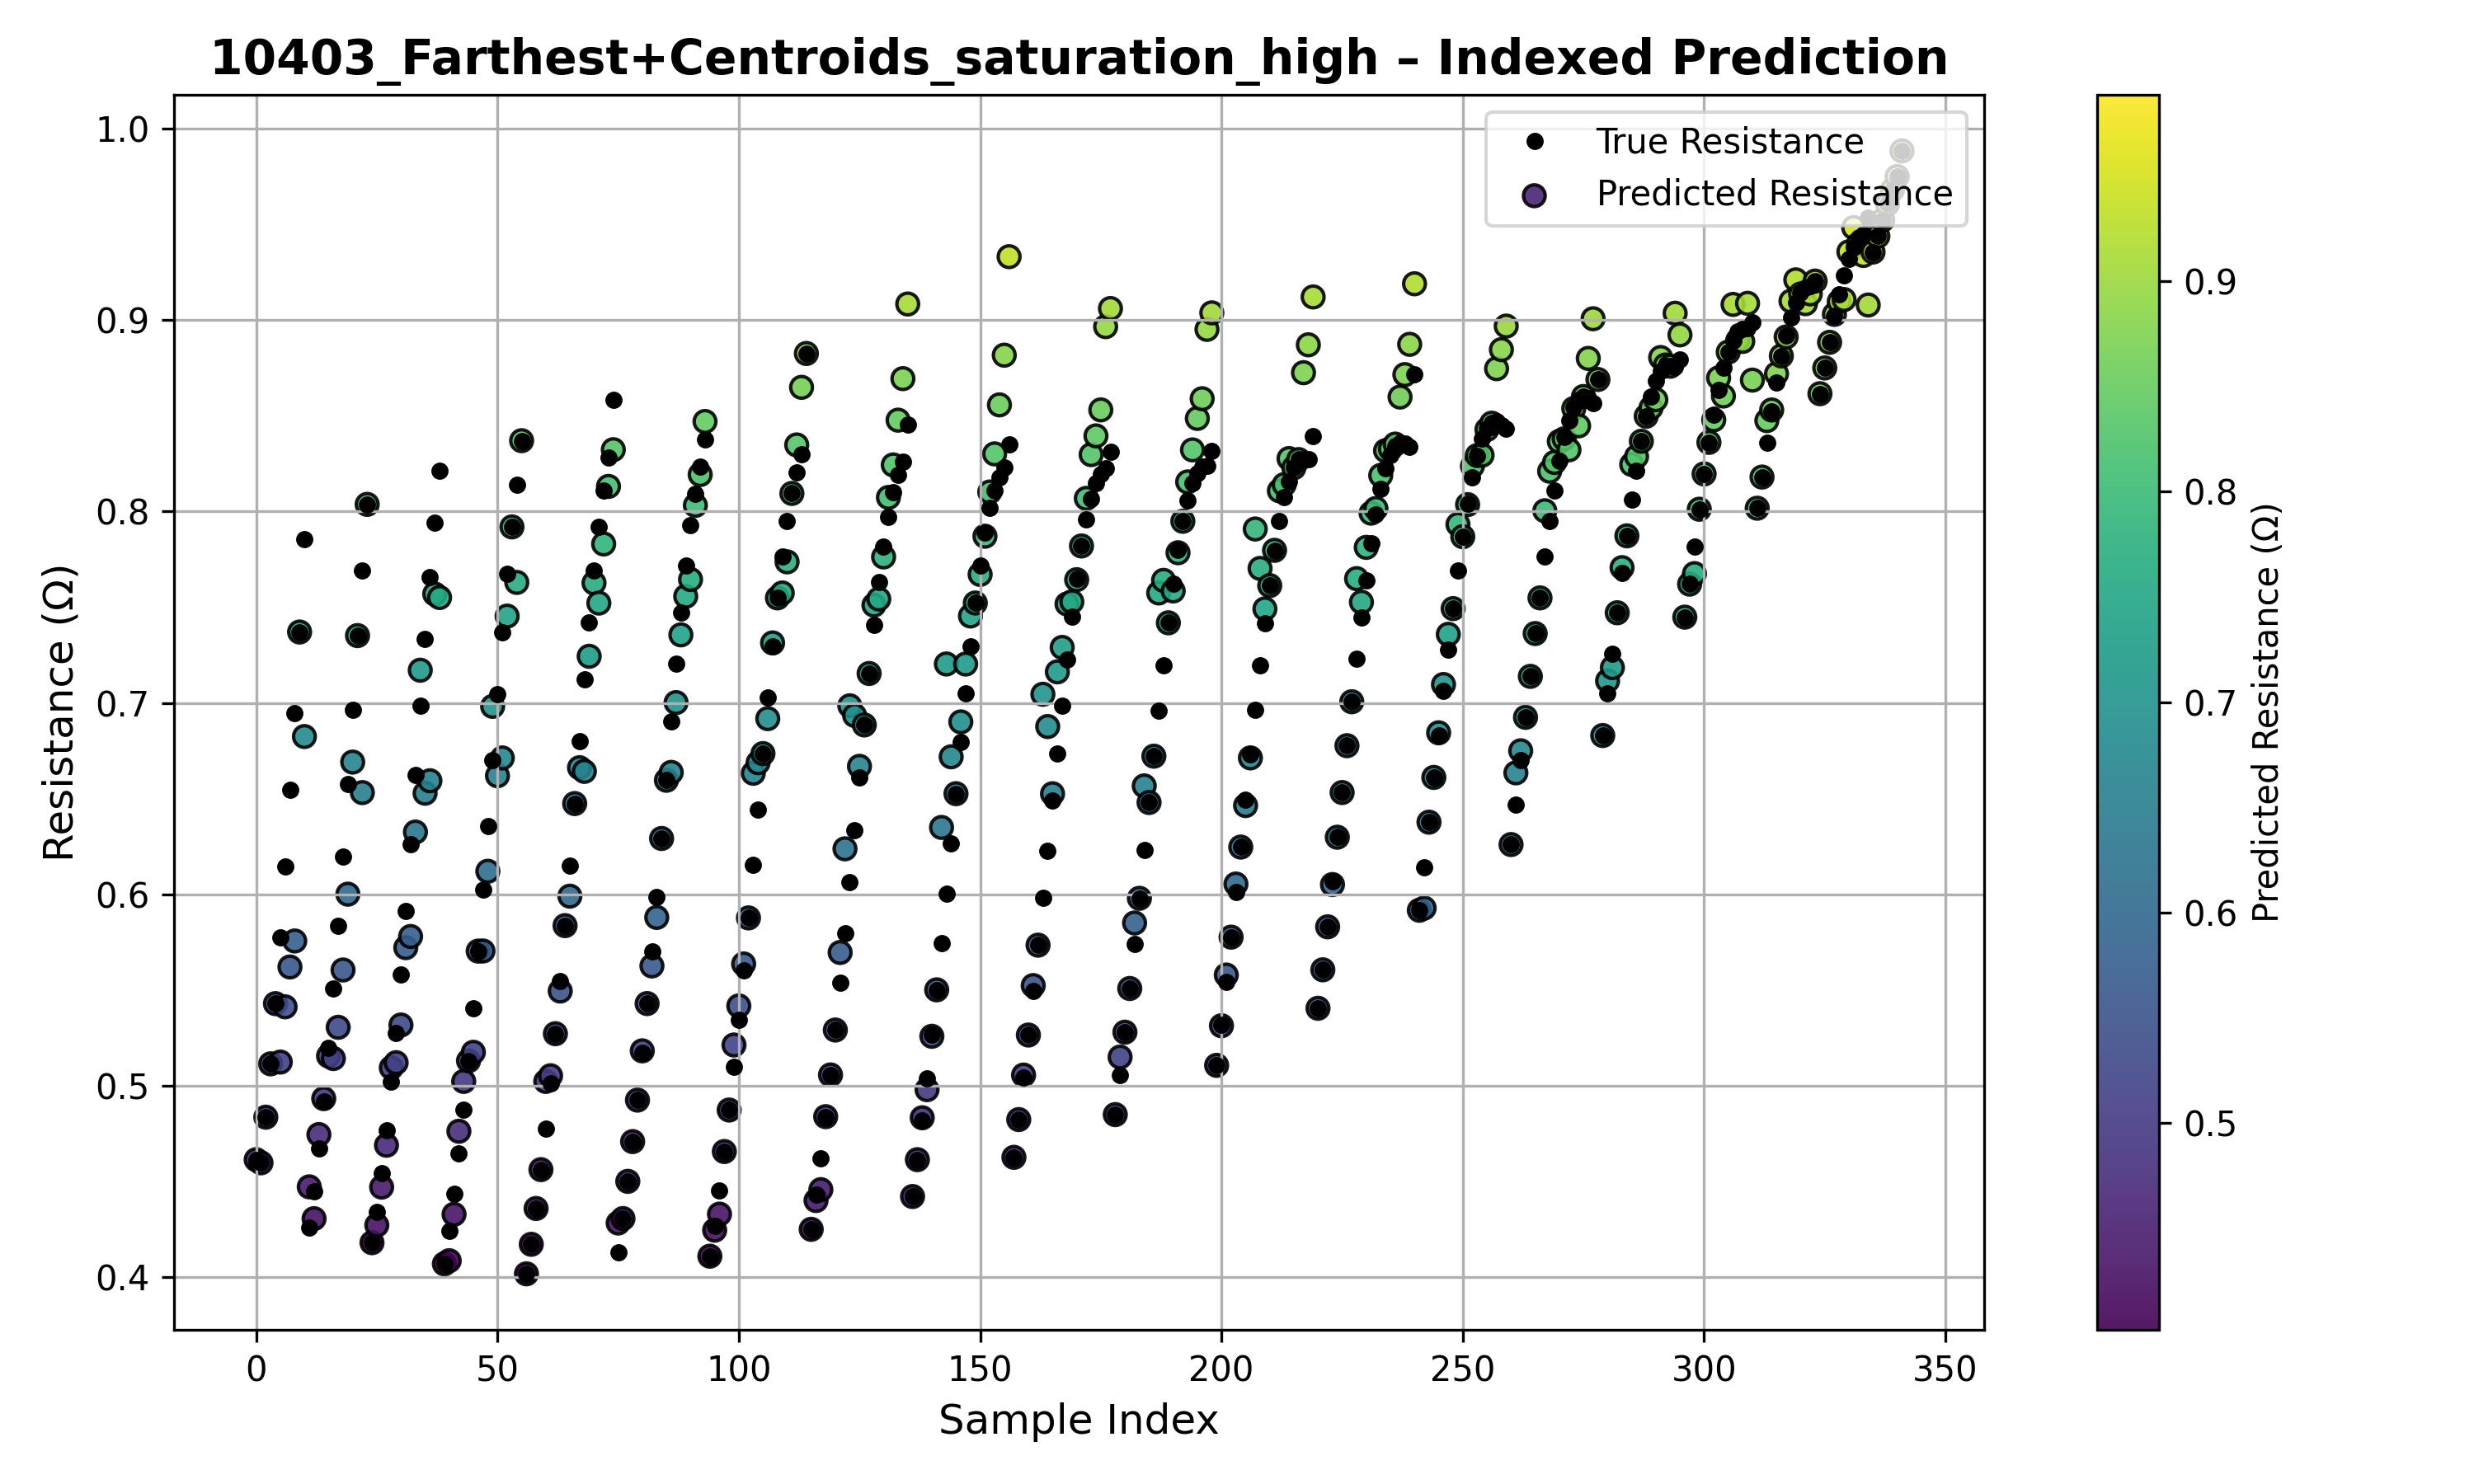 10403_Farthest+Centroids_saturation_high – Indexed Prediction
True Resistance
Predicted Resistance
1.0
0.9
0.8
0.7
0.6
0.5
0.4
Resistance (Ω)
0 50 100 150 200 250 300 350
Sample Index
0.9
0.8
0.7
0.6
0.5
Predicted Resistance (Ω)